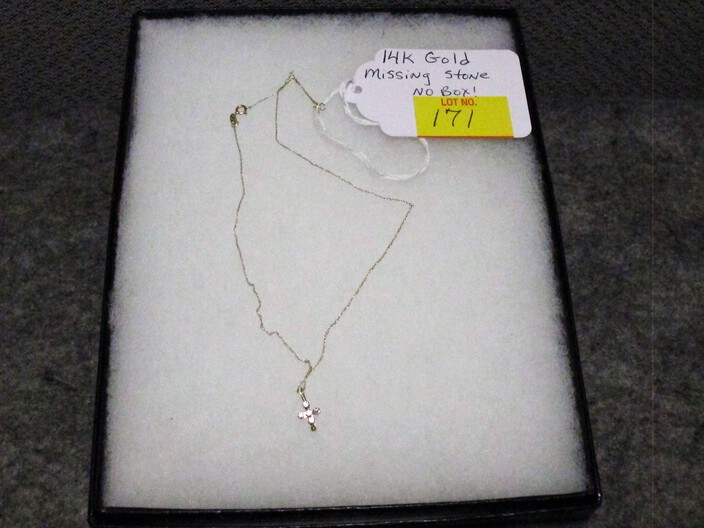 14K Gold
Missing Stone
NO BOX!
LOT NO.
171